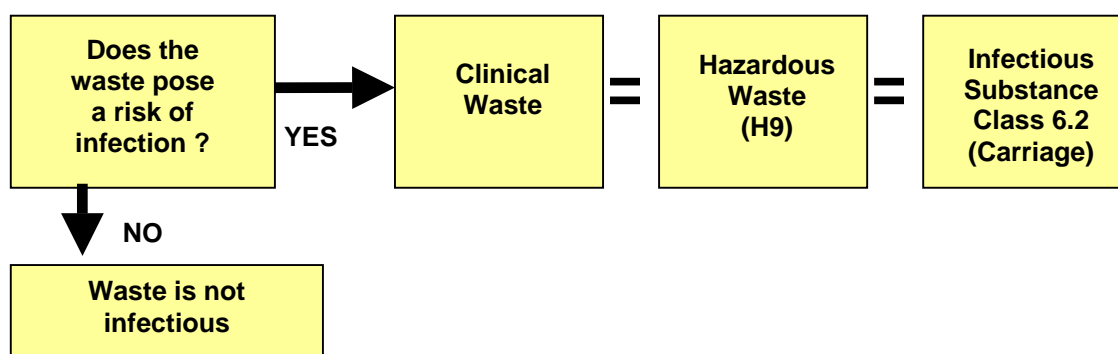 Does the
waste pose
a risk of
infection ?
YES
Clinical
Waste
=
Hazardous
Waste
(H9)
=
Infectious
Substance
Class 6.2
(Carriage)
NO
Waste is not
infectious